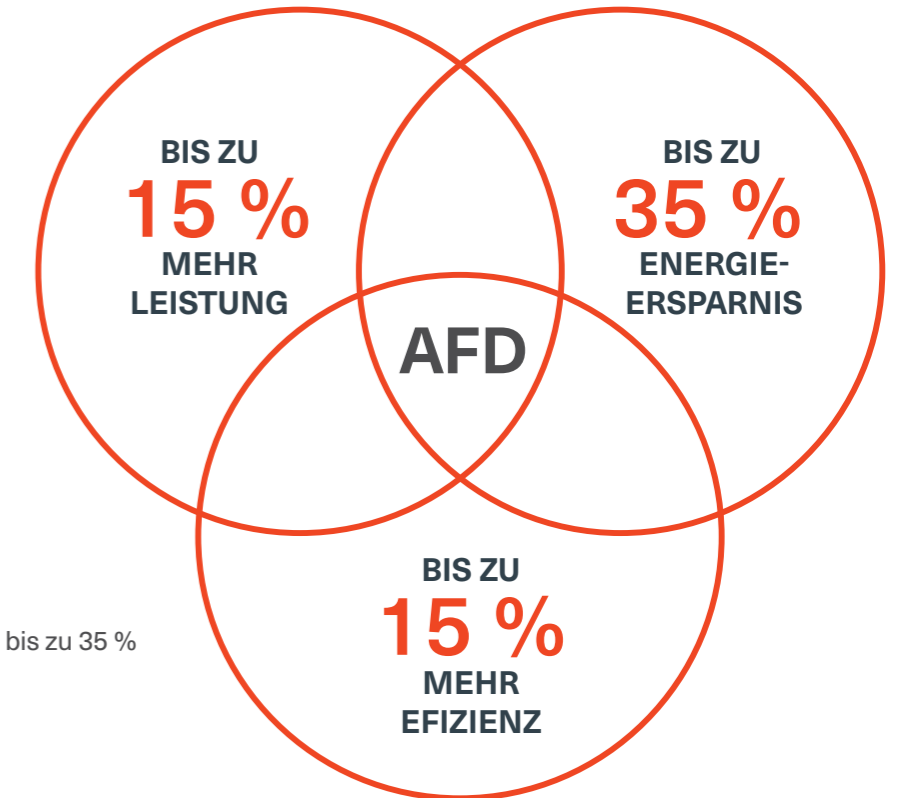 BIS ZU
15 %
MEHR
LEISTUNG
BIS ZU
35 %
ENERGIE-
ERSPARNIS
AFD
BIS ZU
15 %
MEHR
EFIZIENZ
bis zu 35 %